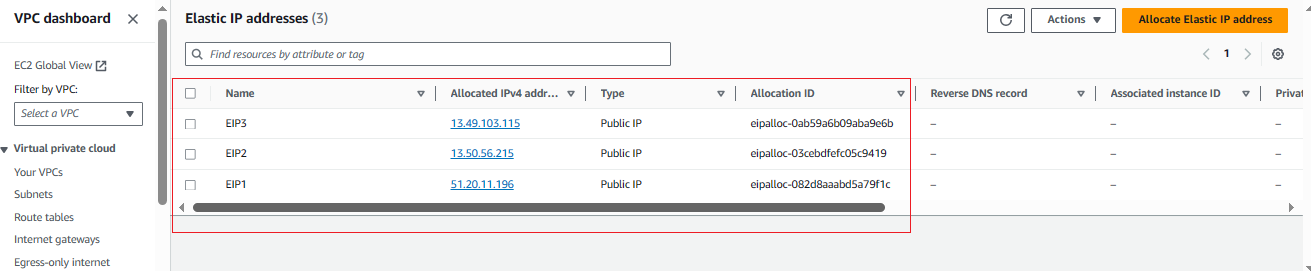 VPC dashboard
EC2 Global View
Filter by VPC:
Select a VPC
Virtual private cloud
Your VPCs
Subnets
Route tables
Internet gateways
Egress-only internet
Elastic IP addresses (3)
Actions
Allocate Elastic IP address
Find resources by attribute or tag
1
Name Allocated IPv4 addr... Type Allocation ID Reverse DNS record Associated instance ID Privat
EIP3 13.49.103.115 Public IP eipalloc-0ab59a6b09aba9e6b – – –
EIP2 13.50.56.215 Public IP eipalloc-03cebdfefc05c9419 – – –
EIP1 51.20.11.196 Public IP eipalloc-082d8aaabd5a79f1c – – –